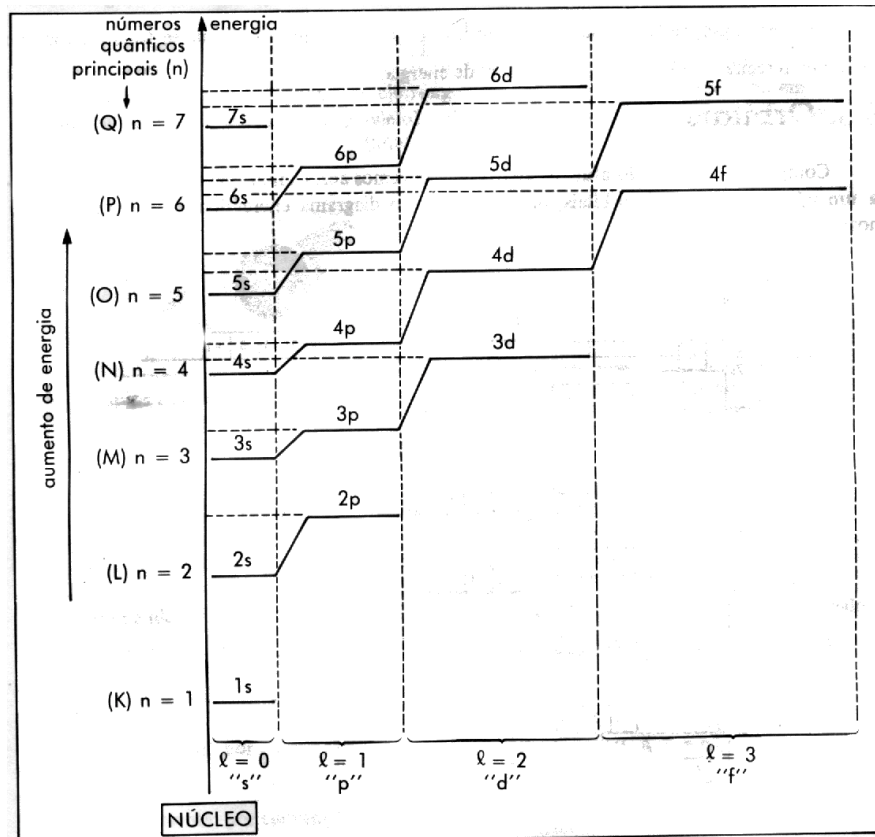 números
quânticos
principais (n)
energia
aumento de energia
(Q) n = 7
7s
6d
5f
(P) n = 6
6s
6p
5d
4f
(O) n = 5
5s
5p
4d
(N) n = 4
4s
4p
3d
(M) n = 3
3s
3p
(L) n = 2
2s
2p
(K) n = 1
1s
ℓ = 0
"s"
ℓ = 1
"p"
ℓ = 2
"d"
ℓ = 3
"f"
NÚCLEO